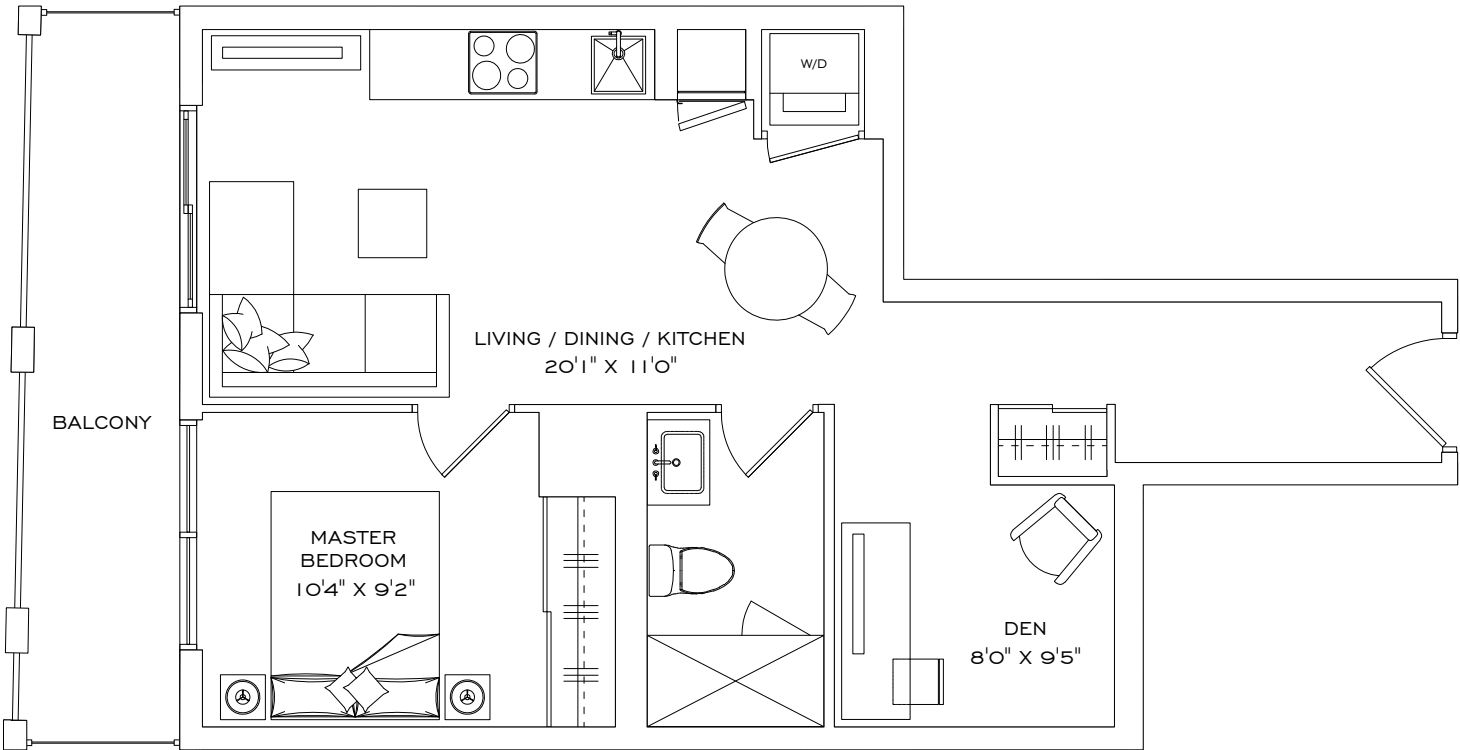 W/D
LIVING / DINING / KITCHEN
20'1" X 11'0"
BALCONY
MASTER
BEDROOM
10'4" X 9'2"
DEN
8'0" X 9'5"